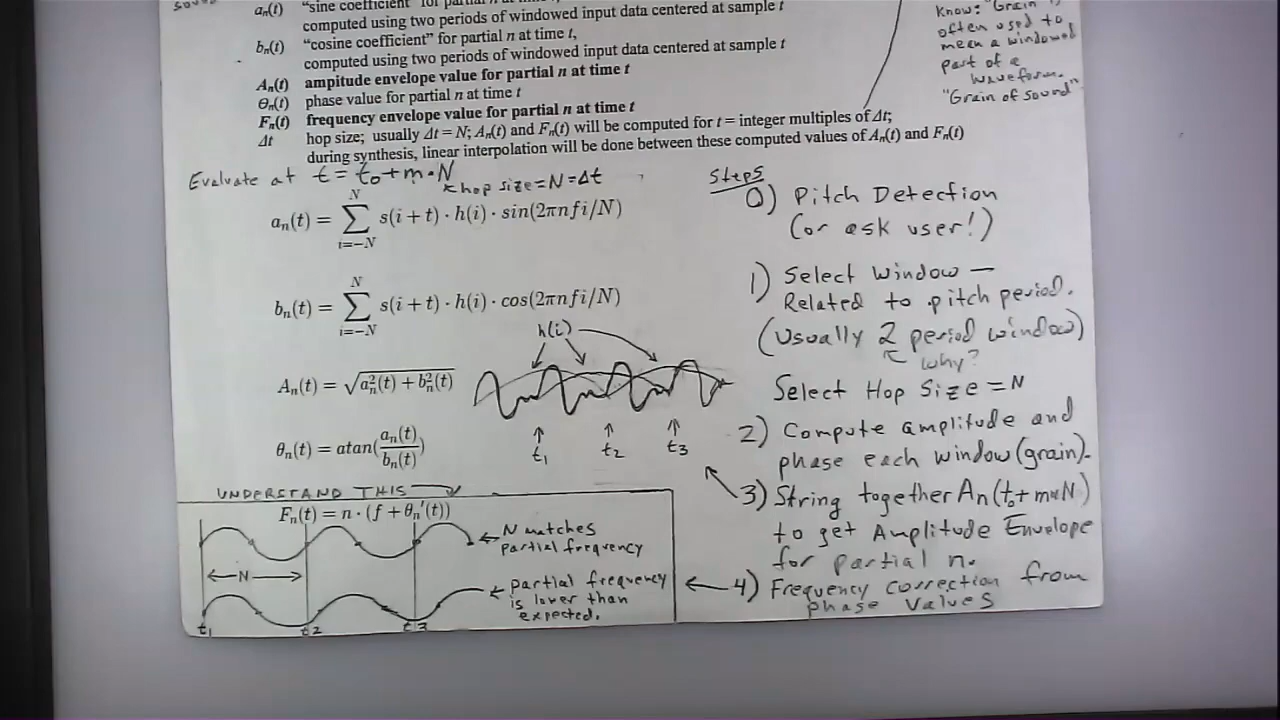 sound
aₙ(t) "sine coefficient" for partial n at time t,
computed using two periods of windowed input data centered at sample t
bₙ(t) "cosine coefficient" for partial n at time t,
computed using two periods of windowed input data centered at sample t
Aₙ(t) ampitude envelope value for partial n at time t
θₙ(t) phase value for partial n at time t
Fₙ(t) frequency envelope value for partial n at time t
Δt hop size; usually Δt = N; Aₙ(t) and Fₙ(t) will be computed for t = integer multiples of Δt;
during synthesis, linear interpolation will be done between these computed values of Aₙ(t) and Fₙ(t)
Know: "Grain"
often used to
mean a windowed
part of a
waveform.
"Grain of sound"
Evaluate at t = t₀ + m · N
hop size = N = Δt
aₙ(t) = ∑_{i=−N}^{N} s(i + t) · h(i) · sin(2πnfi/N)
bₙ(t) = ∑_{i=−N}^{N} s(i + t) · h(i) · cos(2πnfi/N)
h(i)
Aₙ(t) = √(aₙ²(t) + bₙ²(t))
t₁ t₂ t₃
θₙ(t) = atan(aₙ(t)/bₙ(t))
UNDERSTAND THIS
Fₙ(t) = n · (f + θₙ′(t))
N matches
partial frequency
N
partial frequency
is lower than
expected.
t1 t2 t3
Steps
0) Pitch Detection
(or ask user!)
1) Select Window —
Related to pitch period.
(Usually 2 period window)
why?
Select Hop Size = N
2) Compute amplitude and
phase each window (grain).
3) String together Aₙ(t₀+m*N)
to get Amplitude Envelope
for partial n.
4) Frequency correction from
phase values